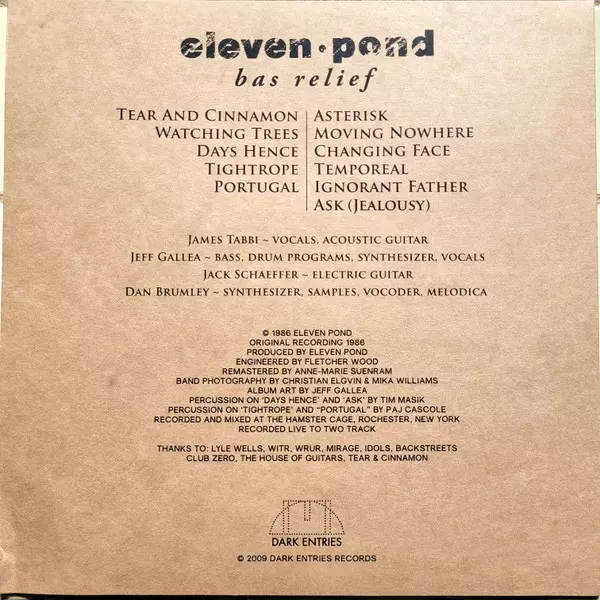 eleven·pond
bas relief
Tear And Cinnamon
Watching Trees
Days Hence
Tightrope
Portugal
Asterisk
Moving Nowhere
Changing Face
Temporeal
Ignorant Father
Ask (Jealousy)
James Tabbi ~ vocals, acoustic guitar
Jeff Gallea ~ bass, drum programs, synthesizer, vocals
Jack Schaeffer ~ electric guitar
Dan Brumley ~ synthesizer, samples, vocoder, melodica
© 1986 ELEVEN POND
ORIGINAL RECORDING 1986
PRODUCED BY ELEVEN POND
ENGINEERED BY FLETCHER WOOD
REMASTERED BY ANNE-MARIE SUENRAM
BAND PHOTOGRAPHY BY CHRISTIAN ELGVIN & MIKA WILLIAMS
ALBUM ART BY JEFF GALLEA
PERCUSSION ON 'DAYS HENCE' AND 'ASK' BY TIM MASIK
PERCUSSION ON 'TIGHTROPE' AND "PORTUGAL" BY PAJ CASCOLE
RECORDED AND MIXED AT THE HAMSTER CAGE, ROCHESTER, NEW YORK
RECORDED LIVE TO TWO TRACK
THANKS TO: LYLE WELLS, WITR, WRUR, MIRAGE, IDOLS, BACKSTREETS
CLUB ZERO, THE HOUSE OF GUITARS, TEAR & CINNAMON
DARK ENTRIES
© 2009 DARK ENTRIES RECORDS